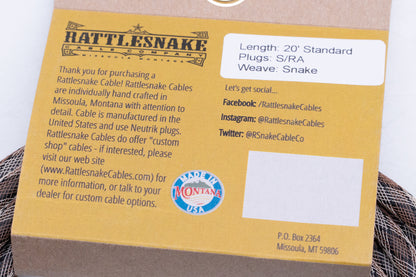 RATTLESNAKE
CABLE COMPANY
MISSOULA, MONTANA
Thank you for purchasing a
Rattlesnake Cable! Rattlesnake Cables
are individually hand crafted in
Missoula, Montana with attention to
detail. Cable is manufactured in the
United States and use Neutrik plugs.
Rattlesnake Cables do offer "custom
shop" cables - if interested, please
visit our web site
(www.RattlesnakeCables.com) for
more information, or talk to your
dealer for custom cable options.
MADE IN
MONTANA
USA
Length: 20' Standard
Plugs: S/RA
Weave: Snake
Let's get social...
Facebook: /RattlesnakeCables
Instagram: @RattlesnakeCables
Twitter: @RSnakeCableCo
P.O. Box 2364
Missoula, MT 59806